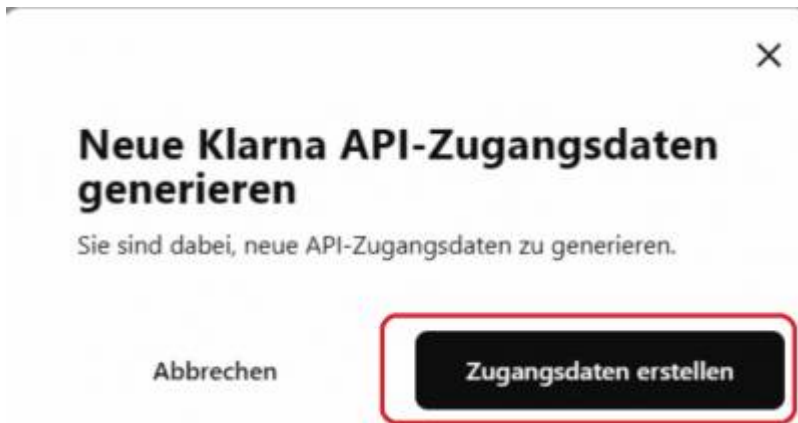 Neue Klarna API-Zugangsdaten
generieren
Sie sind dabei, neue API-Zugangsdaten zu generieren.
Abbrechen
Zugangsdaten erstellen